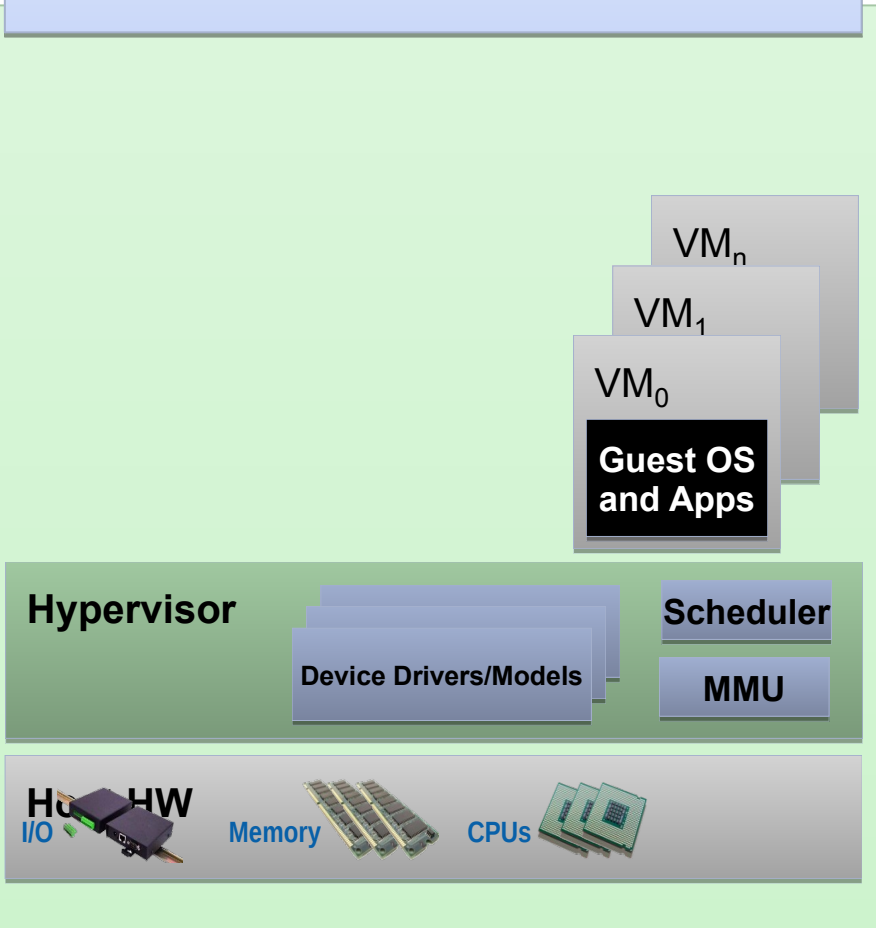 VMn
VM1
VM0
Guest OS
and Apps
Hypervisor
Scheduler
Device Drivers/Models
MMU
HW
I/O
Memory
CPUs